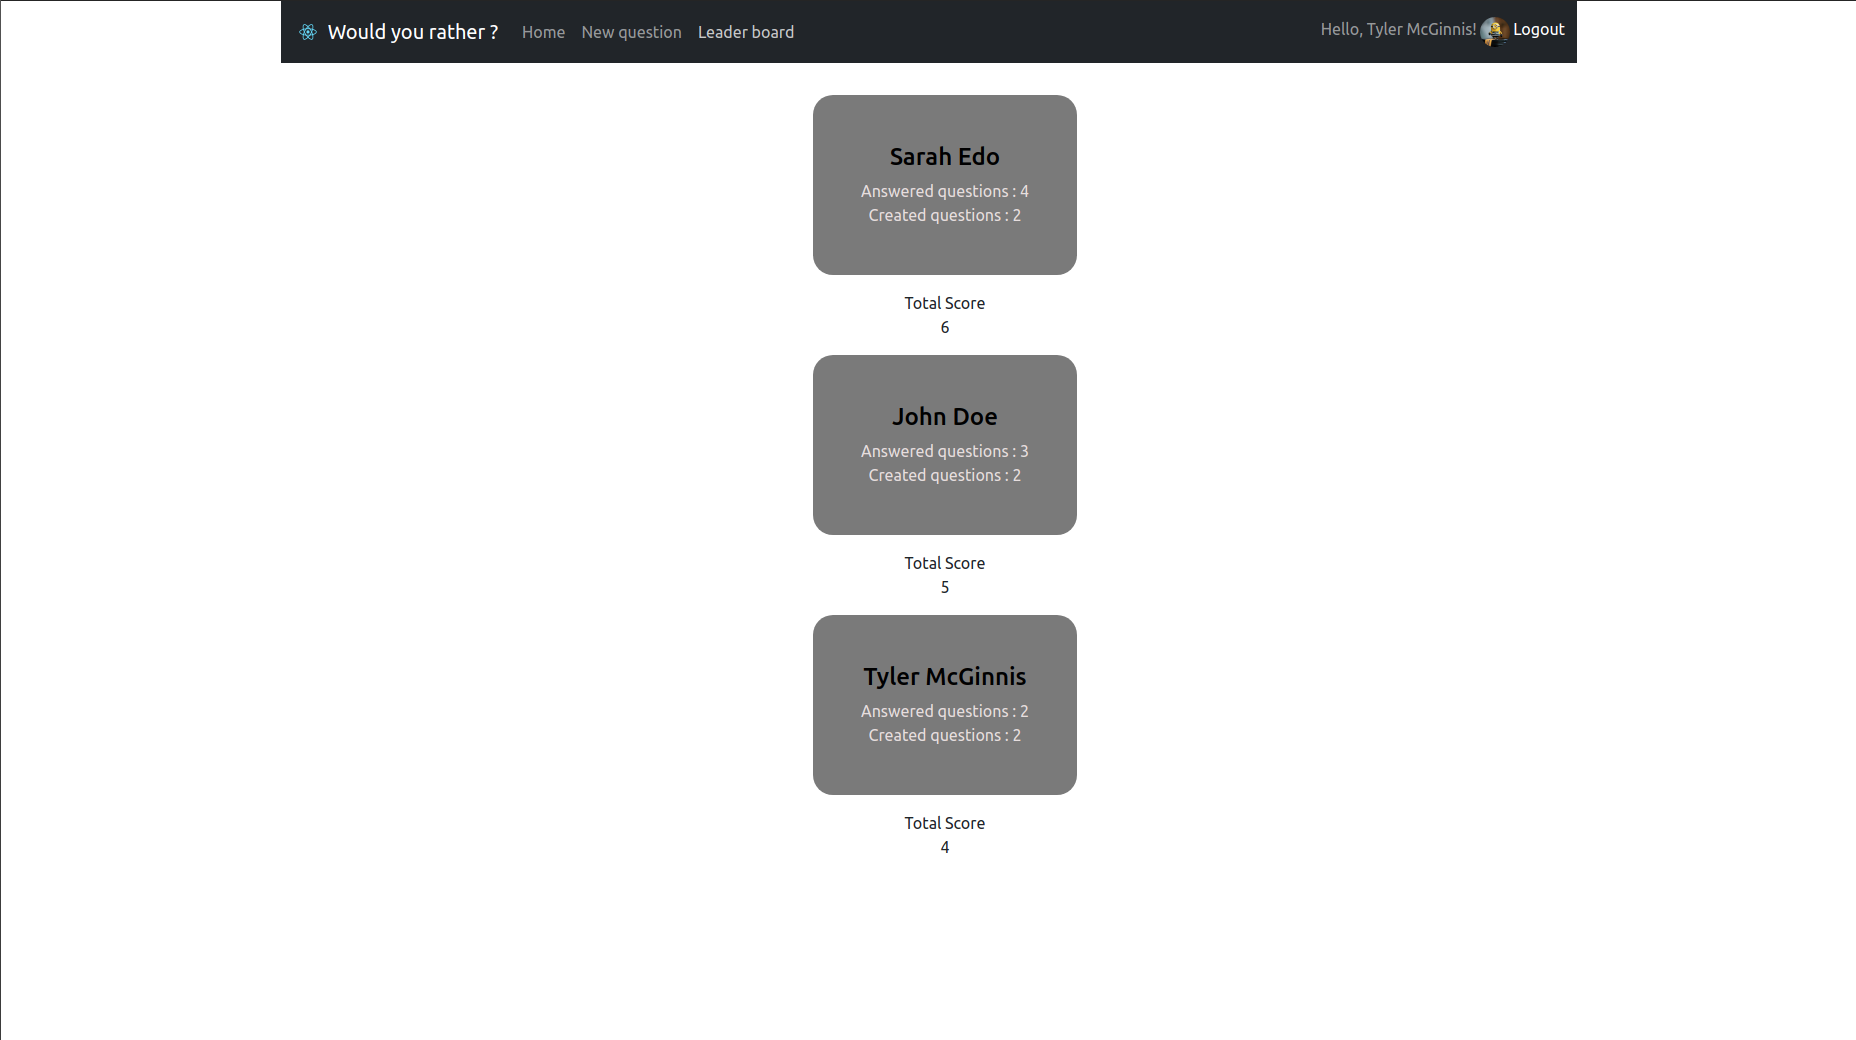 Would you rather ? Home New question Leader board Hello, Tyler McGinnis! Logout
Sarah Edo
Answered questions : 4
Created questions : 2
Total Score
6
John Doe
Answered questions : 3
Created questions : 2
Total Score
5
Tyler McGinnis
Answered questions : 2
Created questions : 2
Total Score
4